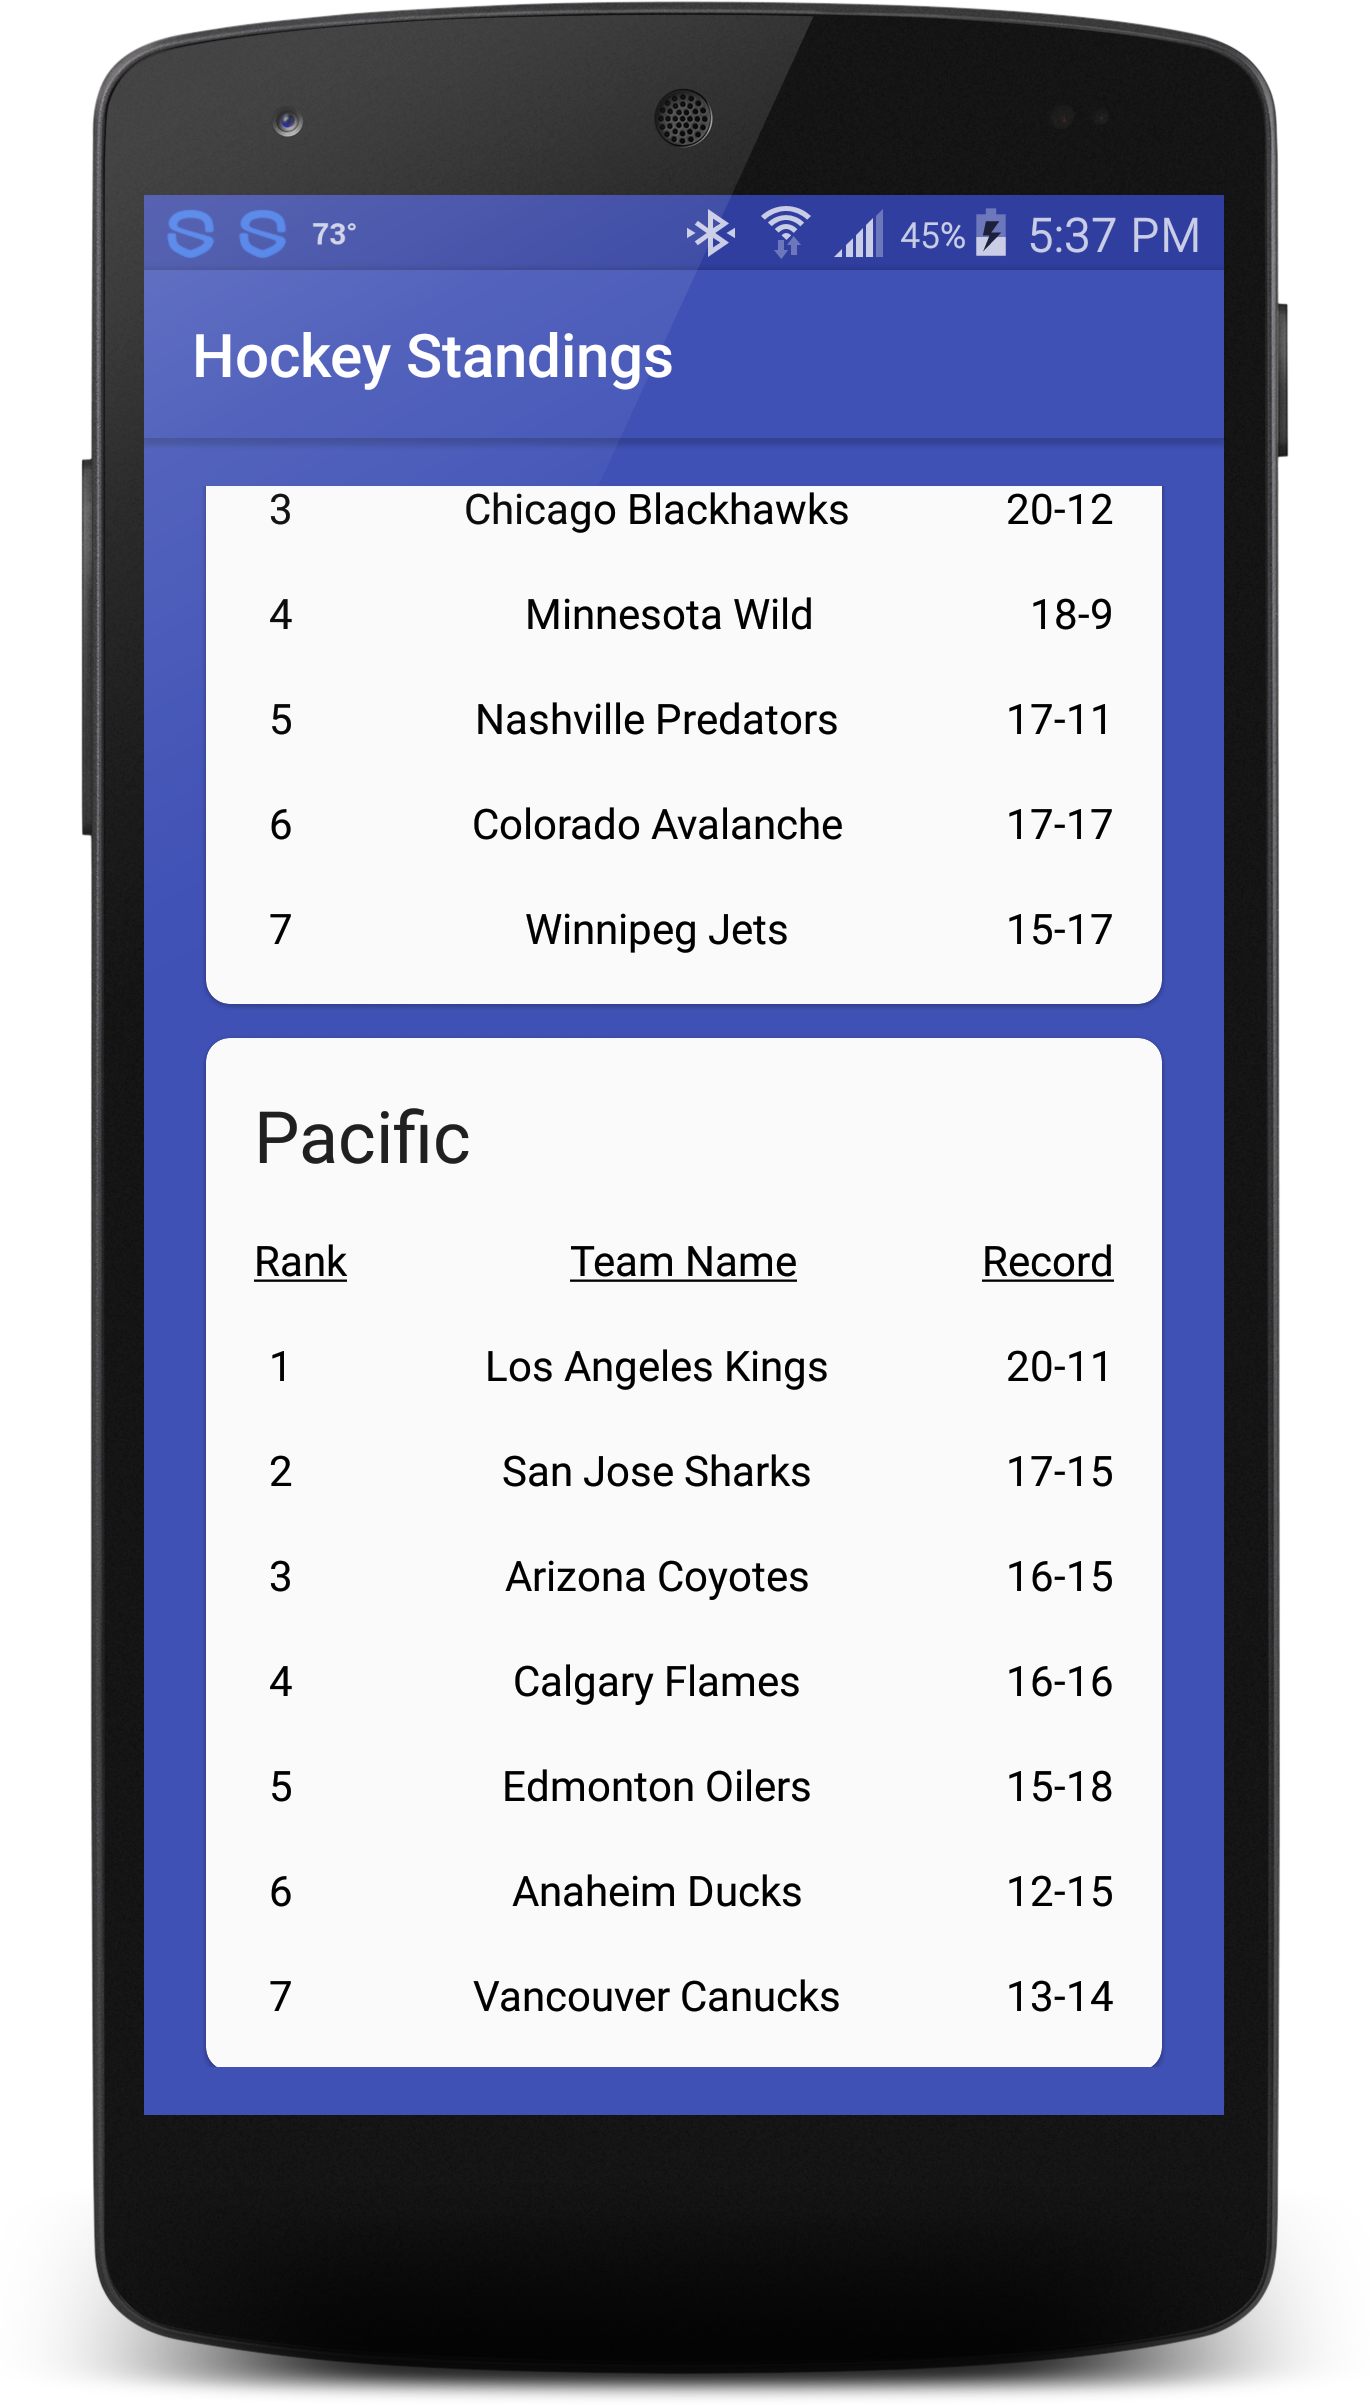 73° 45% 5:37 PM
Hockey Standings
3 Chicago Blackhawks 20-12
4 Minnesota Wild 18-9
5 Nashville Predators 17-11
6 Colorado Avalanche 17-17
7 Winnipeg Jets 15-17
Pacific
Rank Team Name Record
1 Los Angeles Kings 20-11
2 San Jose Sharks 17-15
3 Arizona Coyotes 16-15
4 Calgary Flames 16-16
5 Edmonton Oilers 15-18
6 Anaheim Ducks 12-15
7 Vancouver Canucks 13-14